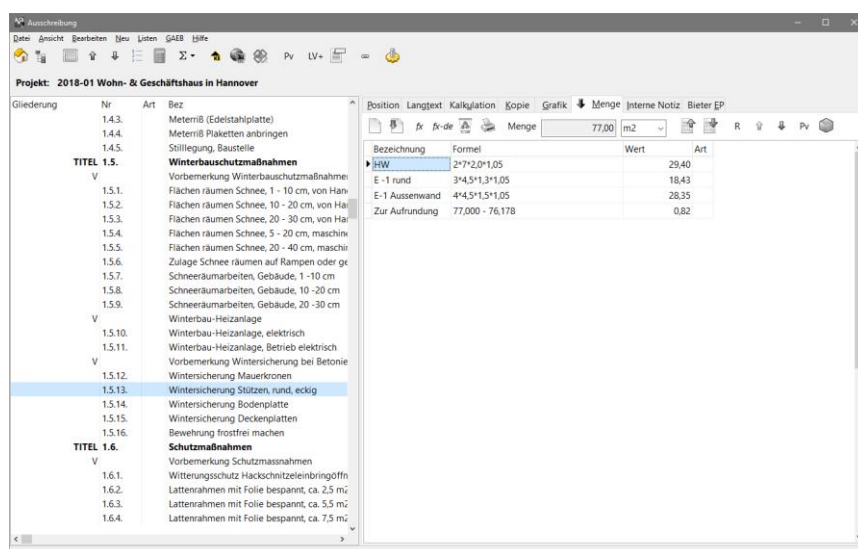 Ausschreibung
Datei Ansicht Bearbeiten Neu Listen GAEB Hilfe
Σ Pv LV+
Projekt: 2018-01 Wohn- & Geschäftshaus in Hannover
Gliederung Nr Art Bez
1.4.3. Meterriß (Edelstahlplatte)
1.4.4. Meterriß Plaketten anbringen
1.4.5. Stilllegung, Baustelle
TITEL 1.5. Winterbauschutzmaßnahmen
V Vorbemerkung Winterbauschutzmaßnahme
1.5.1. Flächen räumen Schnee, 1 - 10 cm, von Han
1.5.2. Flächen räumen Schnee, 10 - 20 cm, von Ha
1.5.3. Flächen räumen Schnee, 20 - 30 cm, von Ha
1.5.4. Flächen räumen Schnee, 5 - 20 cm, maschin
1.5.5. Flächen räumen Schnee, 20 - 40 cm, maschi
1.5.6. Zulage Schnee räumen auf Rampen oder ge
1.5.7. Schneeräumarbeiten, Gebäude, 1 -10 cm
1.5.8. Schneeräumarbeiten, Gebäude, 10 -20 cm
1.5.9. Schneeräumarbeiten, Gebäude, 20 -30 cm
V Winterbau-Heizanlage
1.5.10. Winterbau-Heizanlage, elektrisch
1.5.11. Winterbau-Heizanlage, Betrieb elektrisch
V Vorbemerkung Wintersicherung bei Betonie
1.5.12. Wintersicherung Mauerkronen
1.5.13. Wintersicherung Stützen, rund, eckig
1.5.14. Wintersicherung Bodenplatte
1.5.15. Wintersicherung Deckenplatten
1.5.16. Bewehrung frostfrei machen
TITEL 1.6. Schutzmaßnahmen
V Vorbemerkung Schutzmassnahmen
1.6.1. Witterungsschutz Hackschnitzeleinbringöffn
1.6.2. Lattenrahmen mit Folie bespannt, ca. 2,5 m2
1.6.3. Lattenrahmen mit Folie bespannt, ca. 5,5 m2
1.6.4. Lattenrahmen mit Folie bespannt, ca. 7,5 m2
Position Langtext Kalkulation Kopie Grafik Menge Interne Notiz Bieter EP
fx fx-de Menge 77,00 m2 R Pv
Bezeichnung Formel Wert Art
HW 2*7*2,0*1,05 29,40
E -1 rund 3*4,5*1,3*1,05 18,43
E-1 Aussenwand 4*4,5*1,5*1,05 28,35
Zur Aufrundung 77,000 - 76,178 0,82